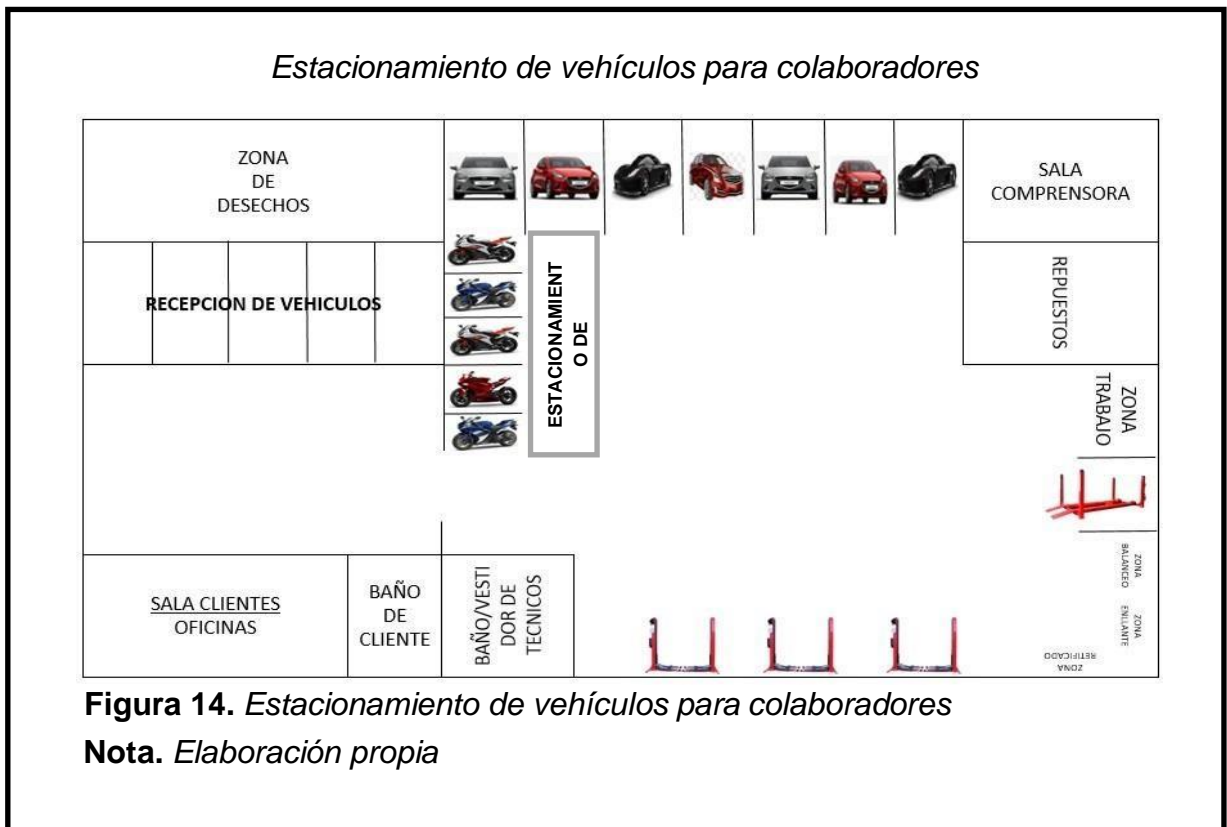 Estacionamiento de vehículos para colaboradores
ZONA
DE
DESECHOS
SALA
COMPRENSORA
RECEPCION DE VEHICULOS
ESTACIONAMIENT
O DE
REPUESTOS
ZONA
TRABAJO
ZONA
BALANCEO
ZONA
ENLLANTE
ZONA
RETIFICADO
SALA CLIENTES
OFICINAS
BAÑO
DE
CLIENTE
BAÑO/VESTI
DOR DE
TECNICOS
Figura 14. Estacionamiento de vehículos para colaboradores
Nota. Elaboración propia